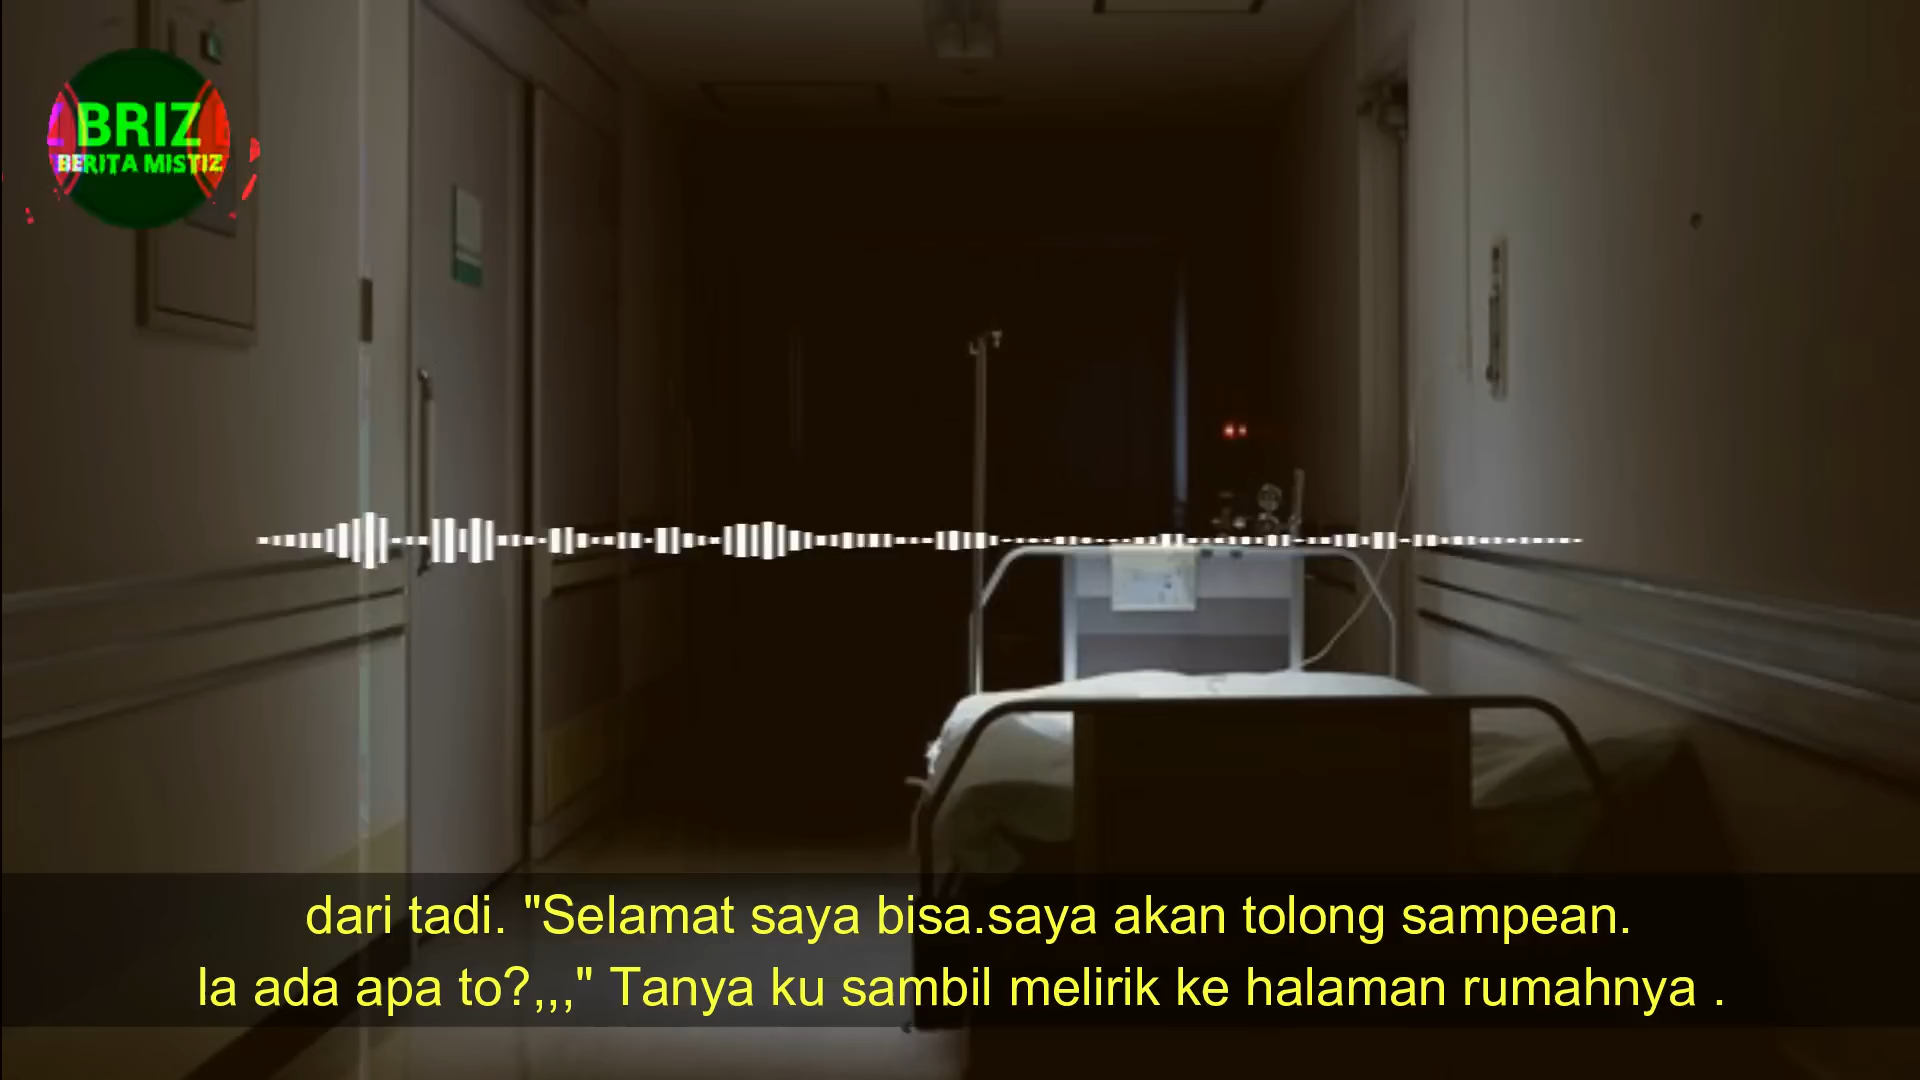 BRIZ
BERITA MISTIZ
dari tadi. "Selamat saya bisa.saya akan tolong sampean.
la ada apa to?,,," Tanya ku sambil melirik ke halaman rumahnya .